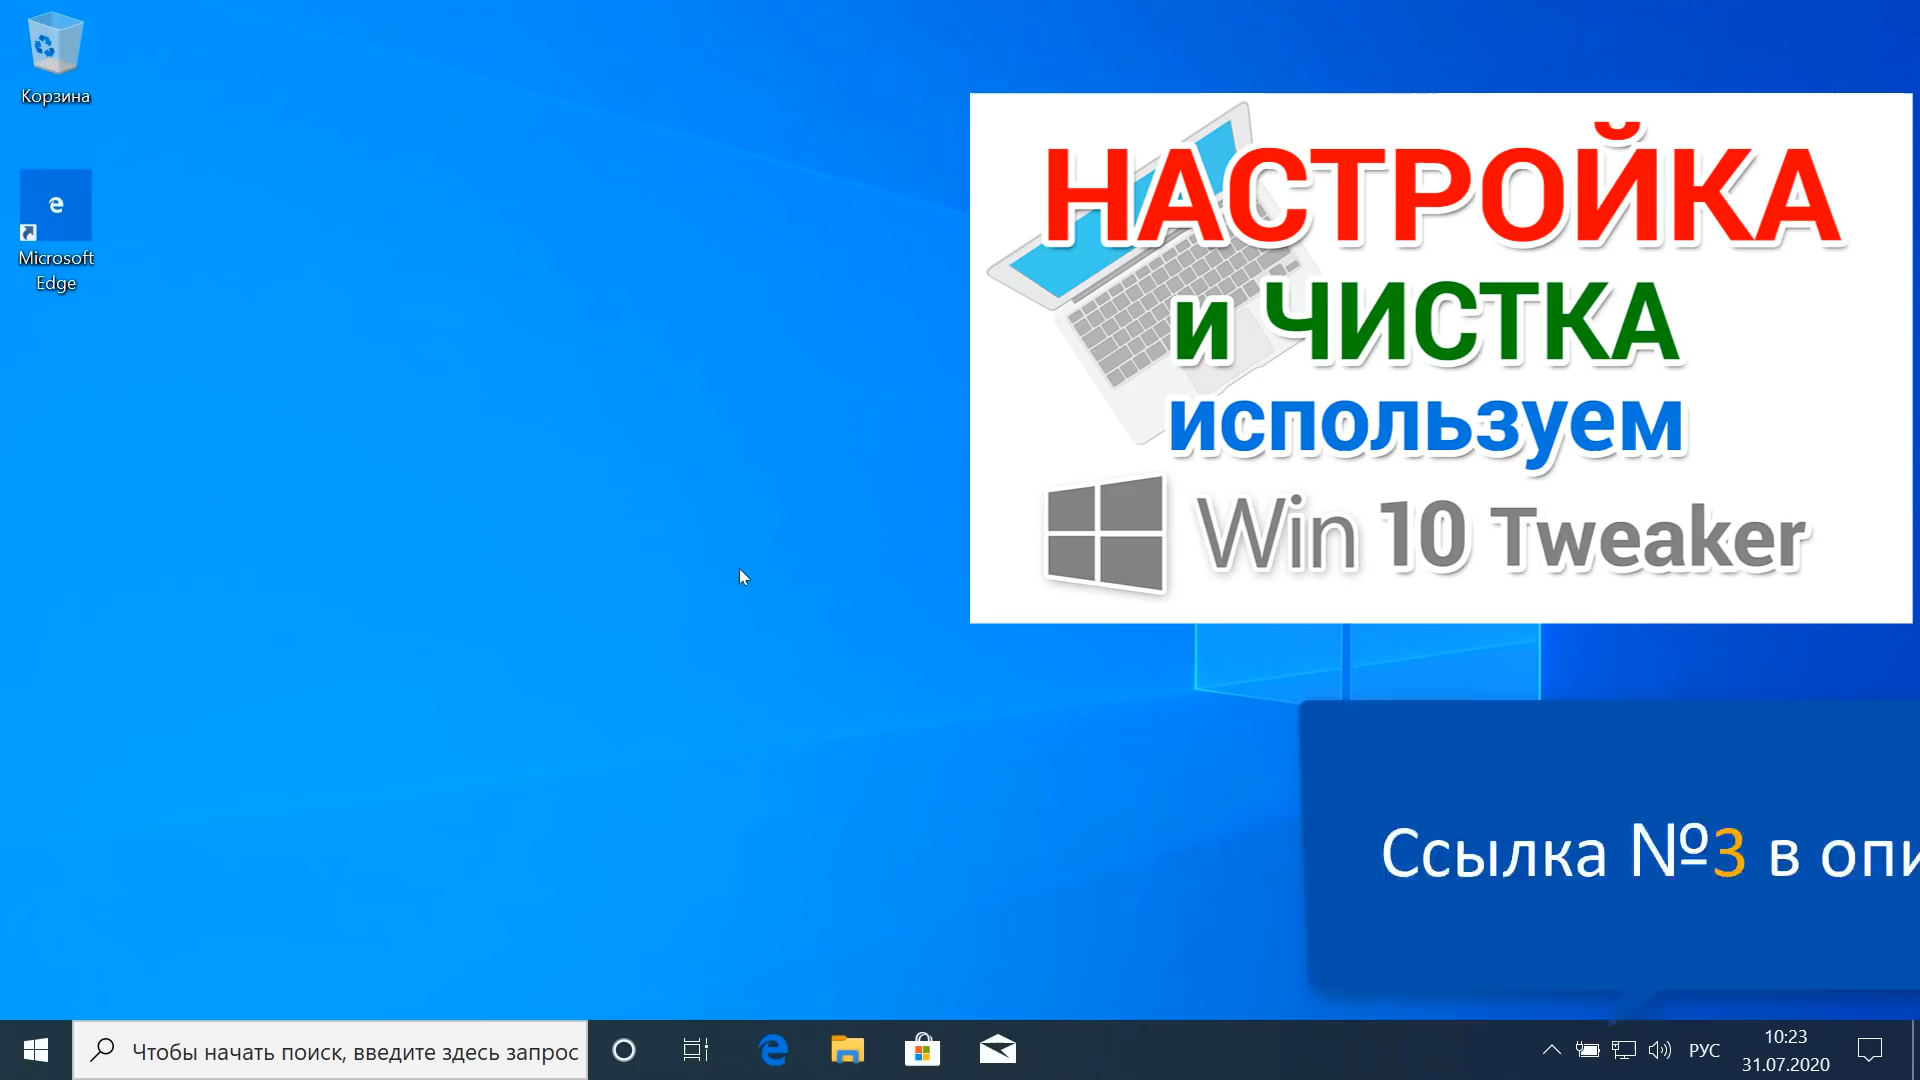 Корзина
Microsoft
Edge
НАСТРОЙКА
и ЧИСТКА
используем
Win 10 Tweaker
Ссылка №3 в опи
Чтобы начать поиск, введите здесь запрос
РУС
10:23
31.07.2020